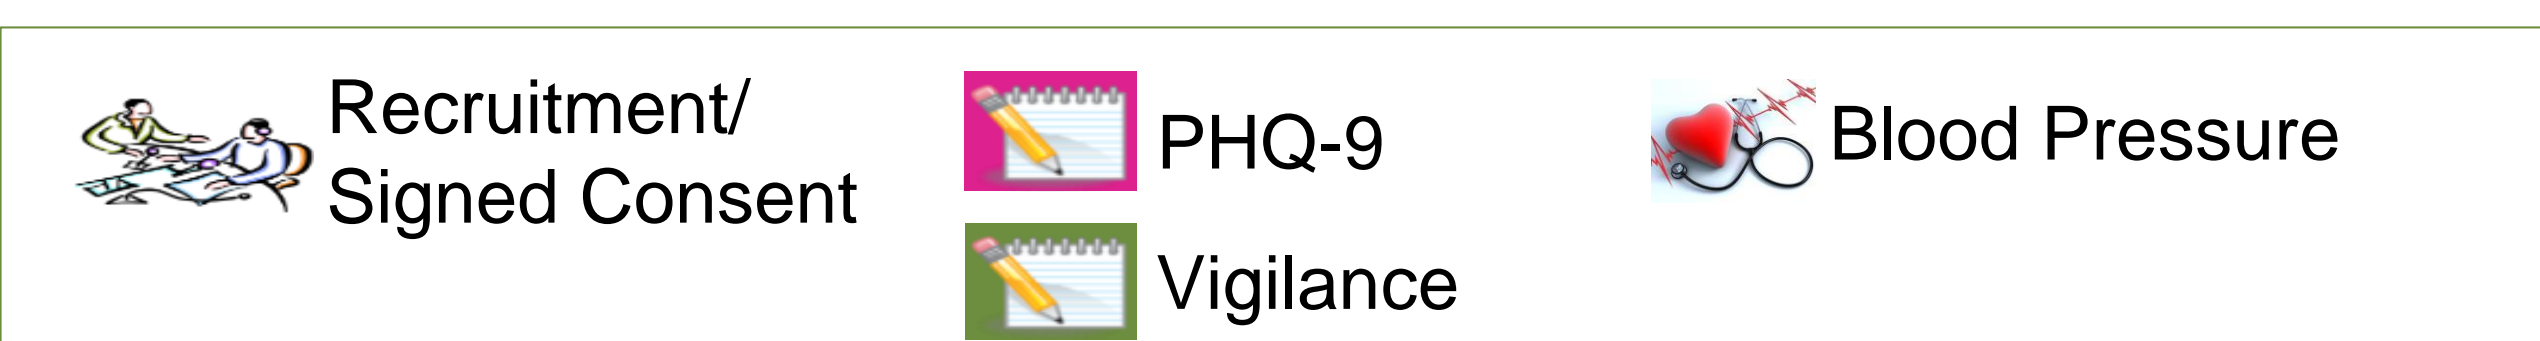 Recruitment/
Signed Consent
PHQ-9
Vigilance
Blood Pressure